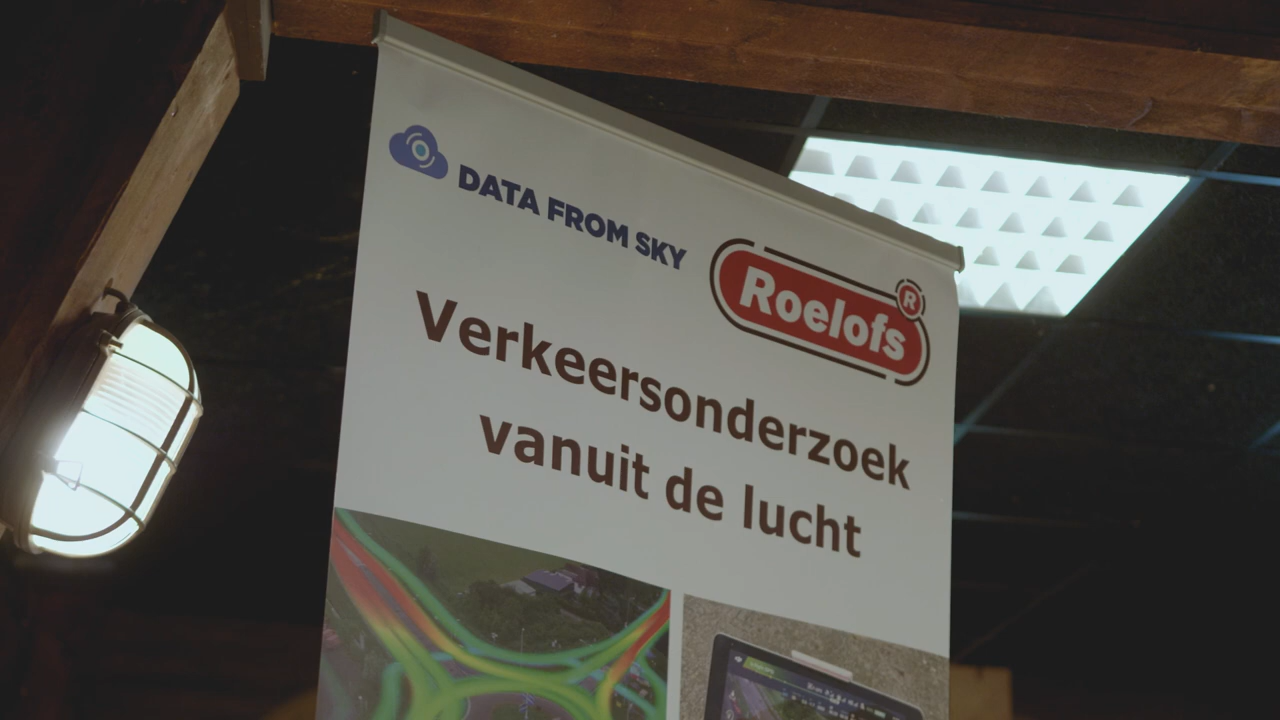 DATA FROM SKY
Roelofs
R
Verkeersonderzoek
vanuit de lucht